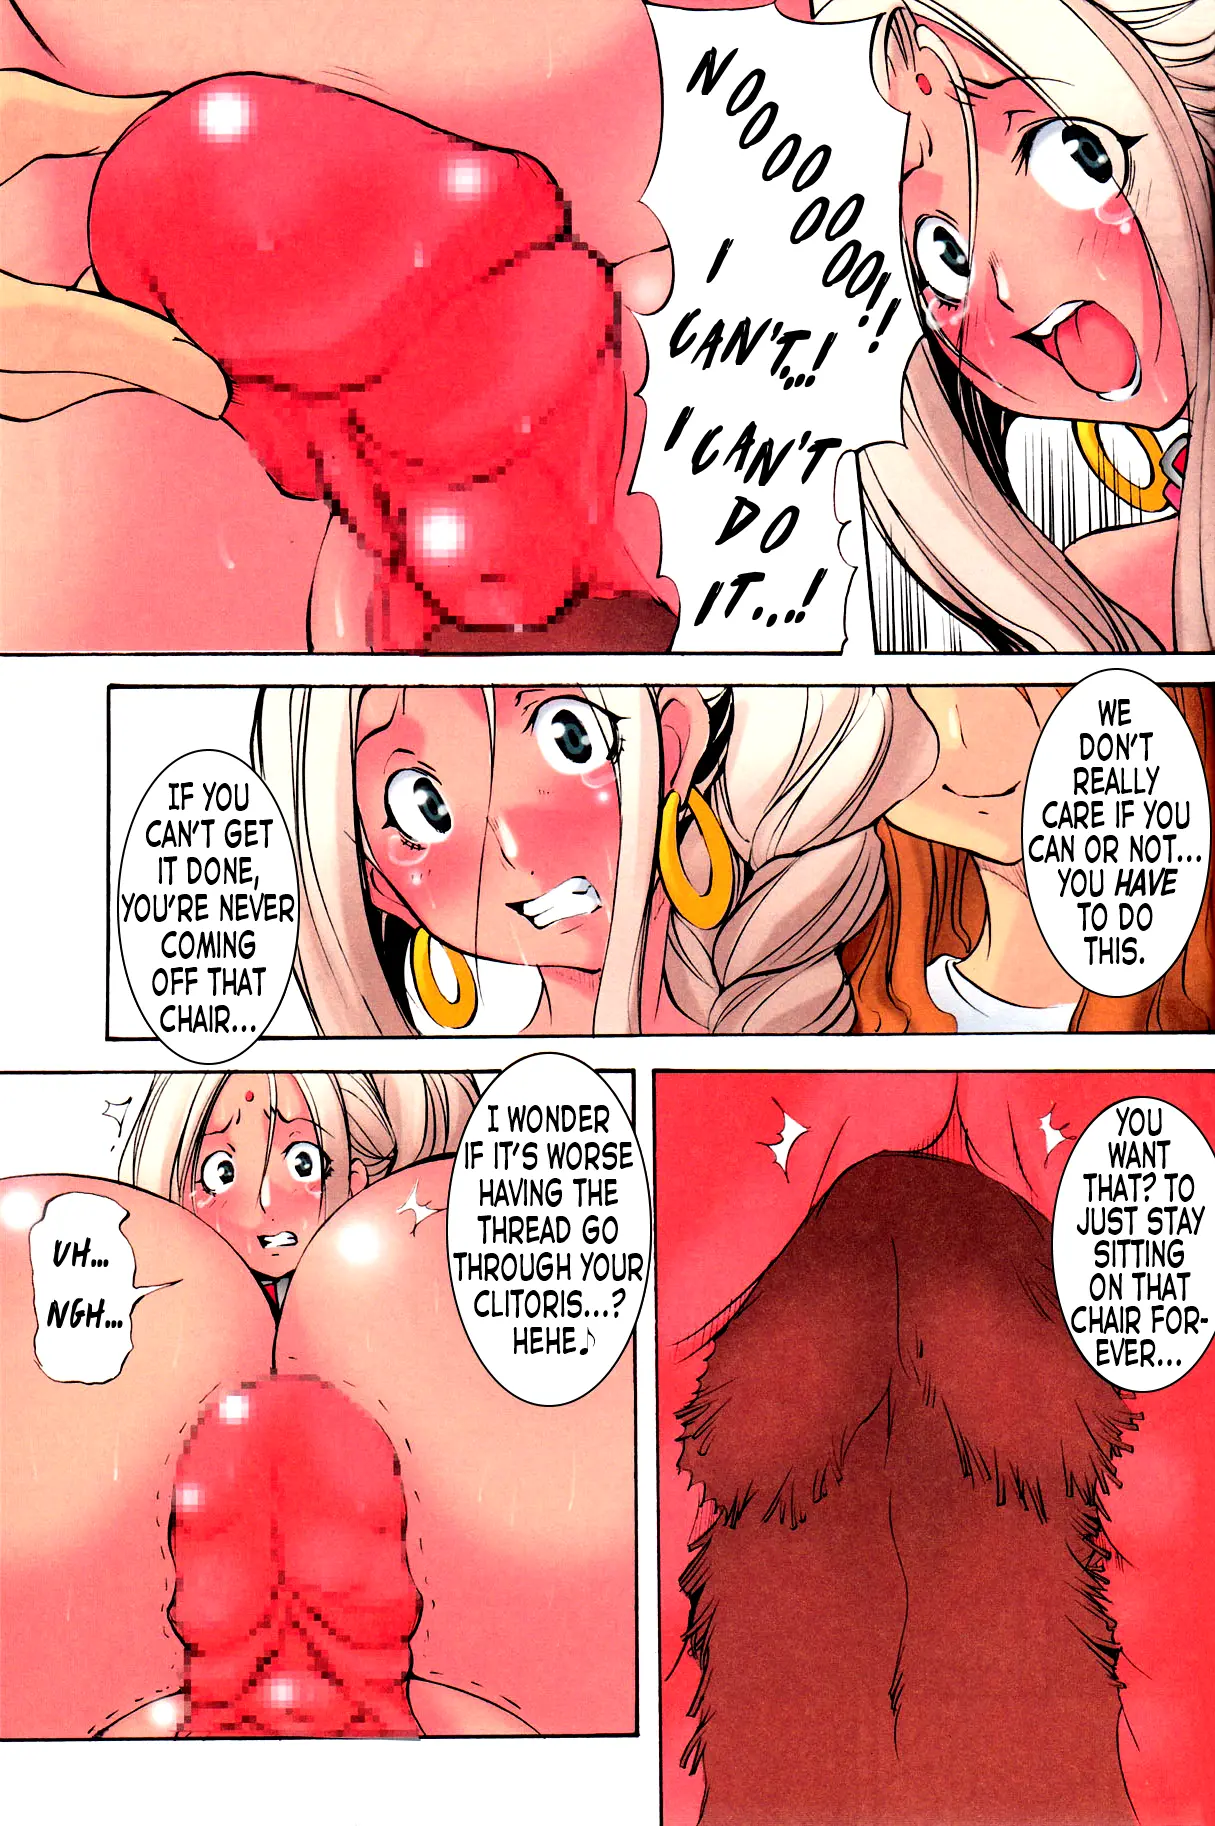 NOOOOOOOOOO!!
I
CAN'T...!
I CAN'T
DO
IT...!
WE
DON'T
REALLY
CARE IF YOU
CAN OR NOT...
YOU HAVE
TO DO
THIS.
IF YOU
CAN'T GET
IT DONE,
YOU'RE NEVER
COMING
OFF THAT
CHAIR...
YOU
WANT
THAT? TO
JUST STAY
SITTING
ON THAT
CHAIR FOR-
EVER...
I WONDER
IF IT'S WORSE
HAVING THE
THREAD GO
THROUGH YOUR
CLITORIS...?
HEHE♪
UH...
NGH...